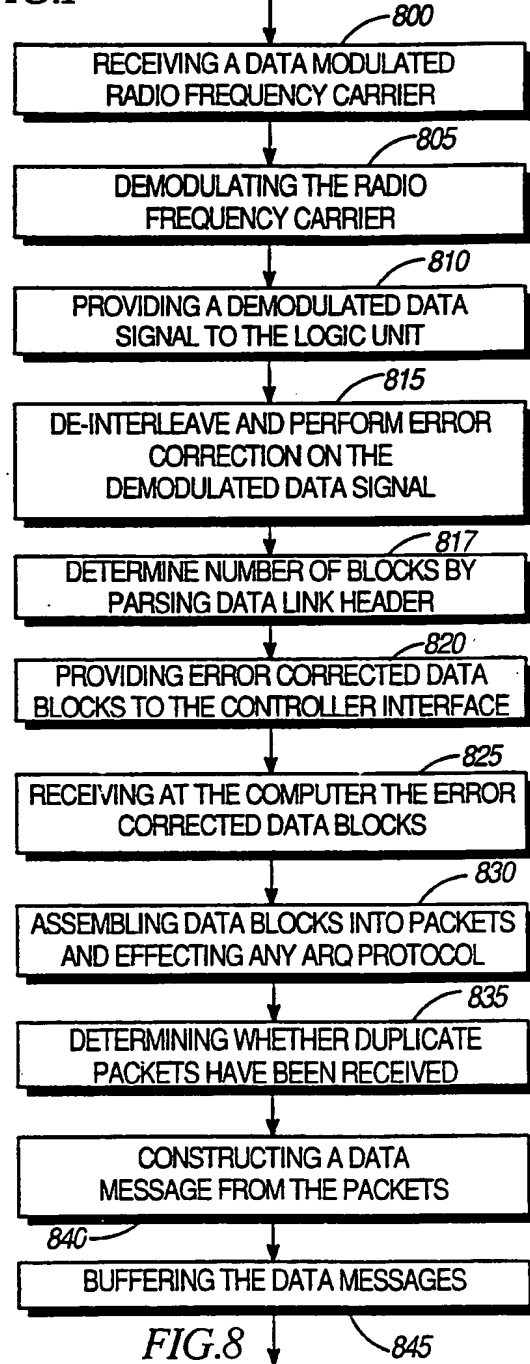 800
RECEIVING A DATA MODULATED
RADIO FREQUENCY CARRIER
805
DEMODULATING THE RADIO
FREQUENCY CARRIER
810
PROVIDING A DEMODULATED DATA
SIGNAL TO THE LOGIC UNIT
815
DE-INTERLEAVE AND PERFORM ERROR
CORRECTION ON THE
DEMODULATED DATA SIGNAL
817
DETERMINE NUMBER OF BLOCKS BY
PARSING DATA LINK HEADER
820
PROVIDING ERROR CORRECTED DATA
BLOCKS TO THE CONTROLLER INTERFACE
825
RECEIVING AT THE COMPUTER THE ERROR
CORRECTED DATA BLOCKS
830
ASSEMBLING DATA BLOCKS INTO PACKETS
AND EFFECTING ANY ARQ PROTOCOL
835
DETERMINING WHETHER DUPLICATE
PACKETS HAVE BEEN RECEIVED
CONSTRUCTING A DATA
MESSAGE FROM THE PACKETS
840
BUFFERING THE DATA MESSAGES
FIG.8
845